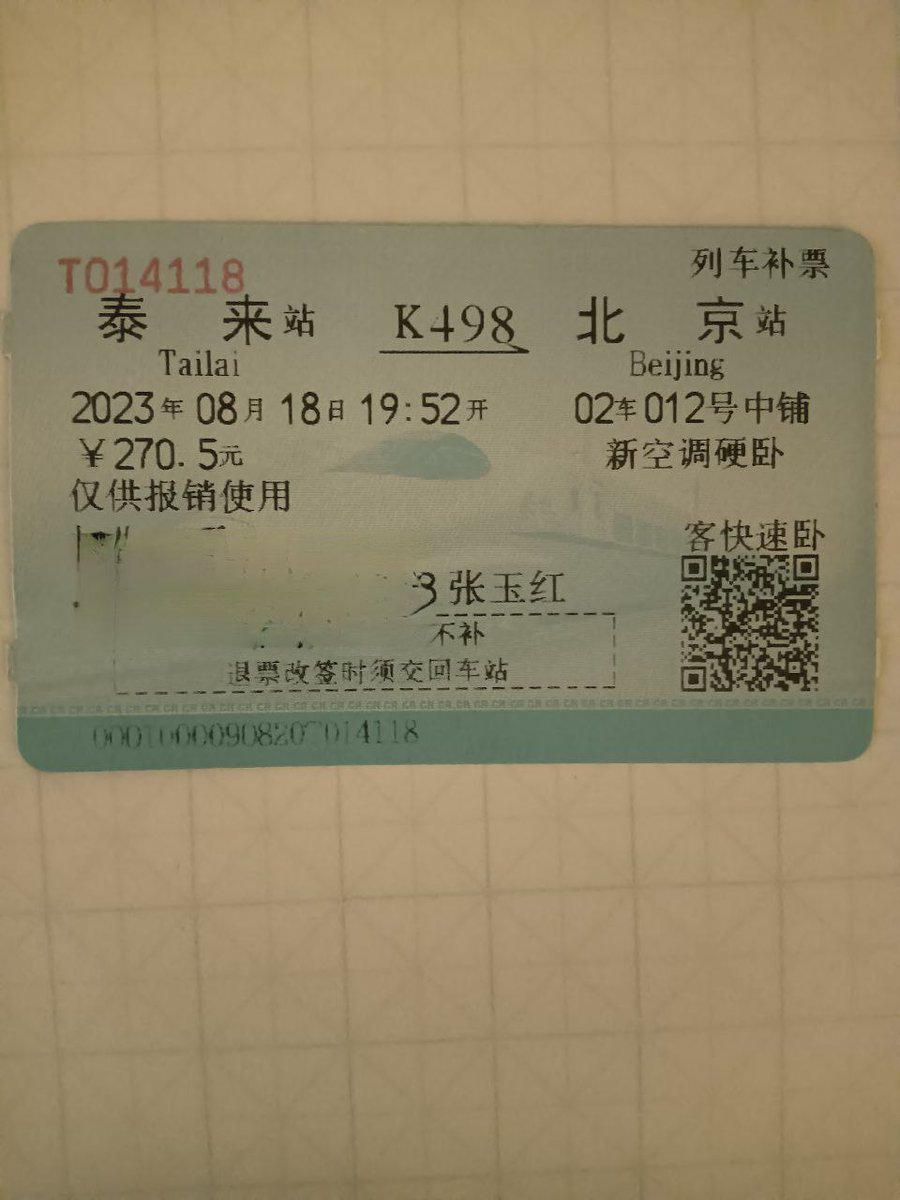 列车补票
T014118
泰来站 K498 北京站
Tailai Beijing
2023年08月18日19:52开 02车012号中铺
￥270.5元 新空调硬卧
仅供报销使用
客快速卧
3张玉红
不补
退票改签时须交回车站